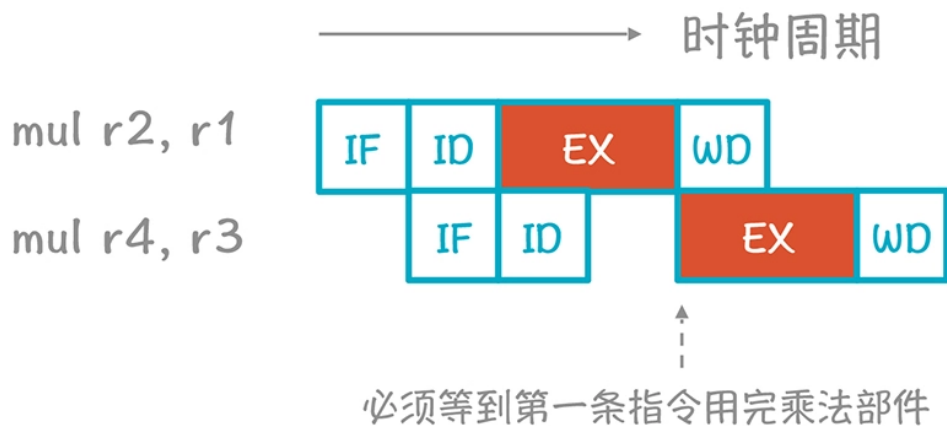 时钟周期
mul r2, r1
IF ID EX WD
mul r4, r3
IF ID EX WD
必须等到第一条指令用完乘法部件